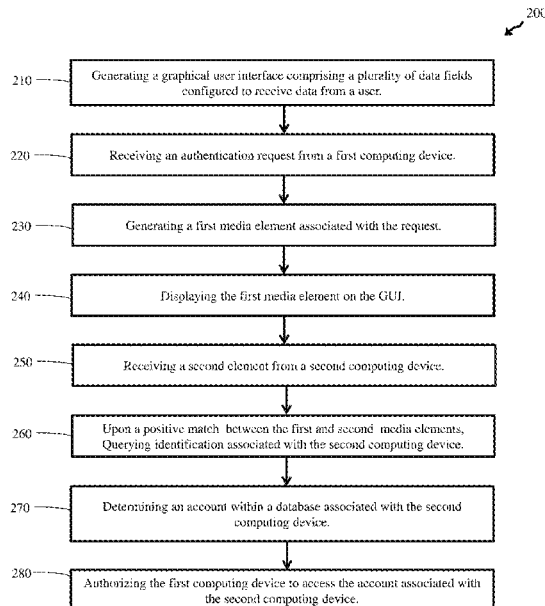 200
210
Generating a graphical user interface comprising a plurality of data fields
configured to receive data from a user.
220
Receiving an authentication request from a first computing device.
230
Generating a first media element associated with the request.
240
Displaying the first media element on the GUI.
250
Receiving a second element from a second computing device.
260
Upon a positive match between the first and second media elements,
Querying identification associated with the second computing device.
270
Determining an account within a database associated with the second
computing device.
280
Authorizing the first computing device to access the account associated with
the second computing device.